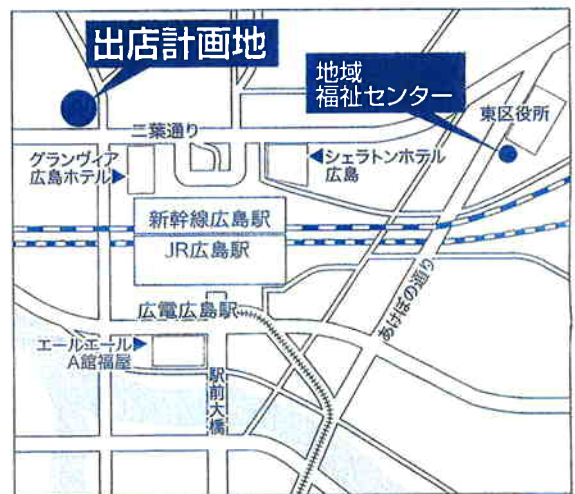 出店計画地
地域
福祉センター
東区役所
二葉通り
グランヴィア
広島ホテル
シェラトンホテル
広島
新幹線広島駅
JR広島駅
あけぼの通り
広電広島駅
エールエール
A館福屋
駅前大橋